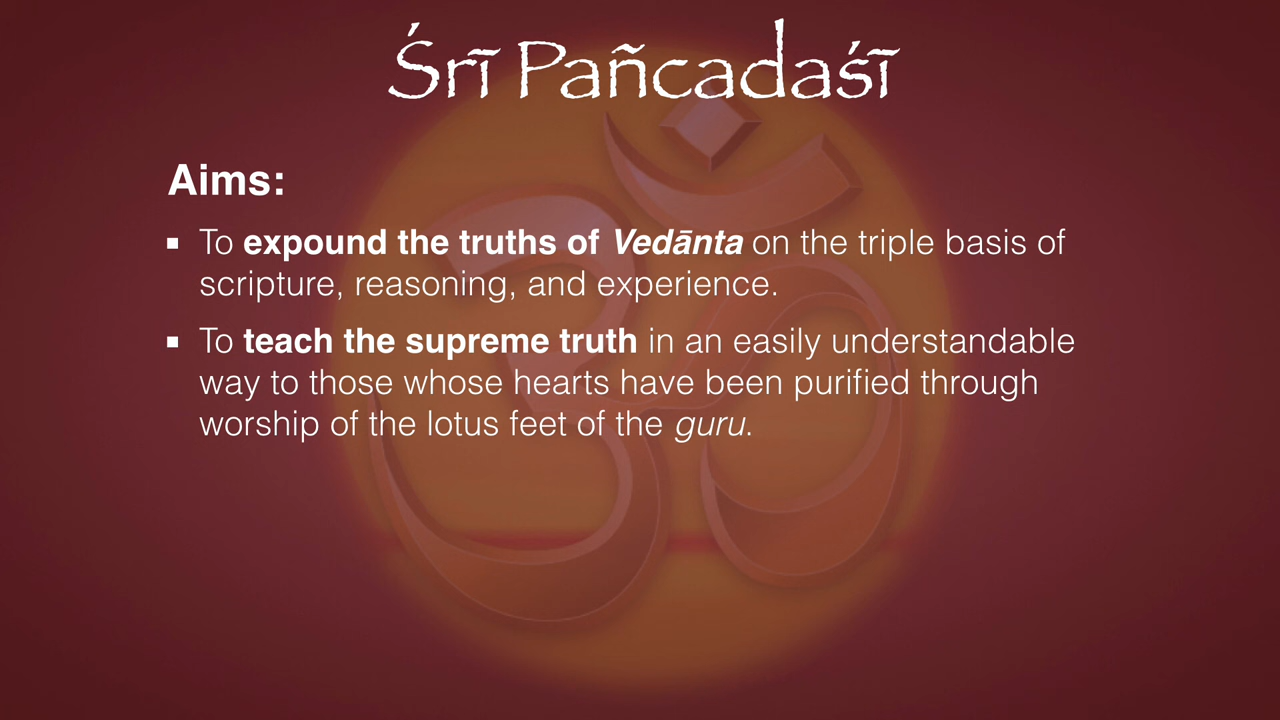 Śrī Pañcadaśī
Aims:
▪ To expound the truths of Vedānta on the triple basis of
scripture, reasoning, and experience.
▪ To teach the supreme truth in an easily understandable
way to those whose hearts have been purified through
worship of the lotus feet of the guru.